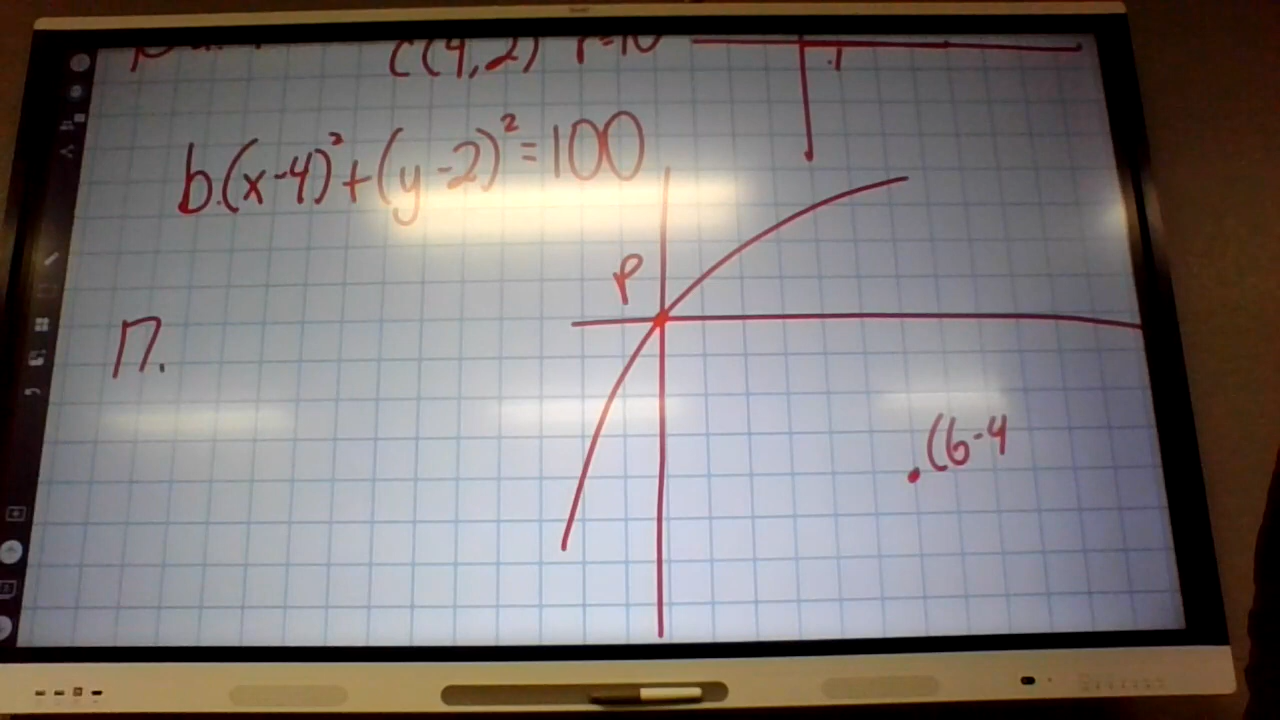 C(4,2) r=10
b.(x-4)²+(y-2)²=100
P
17.
(6-4